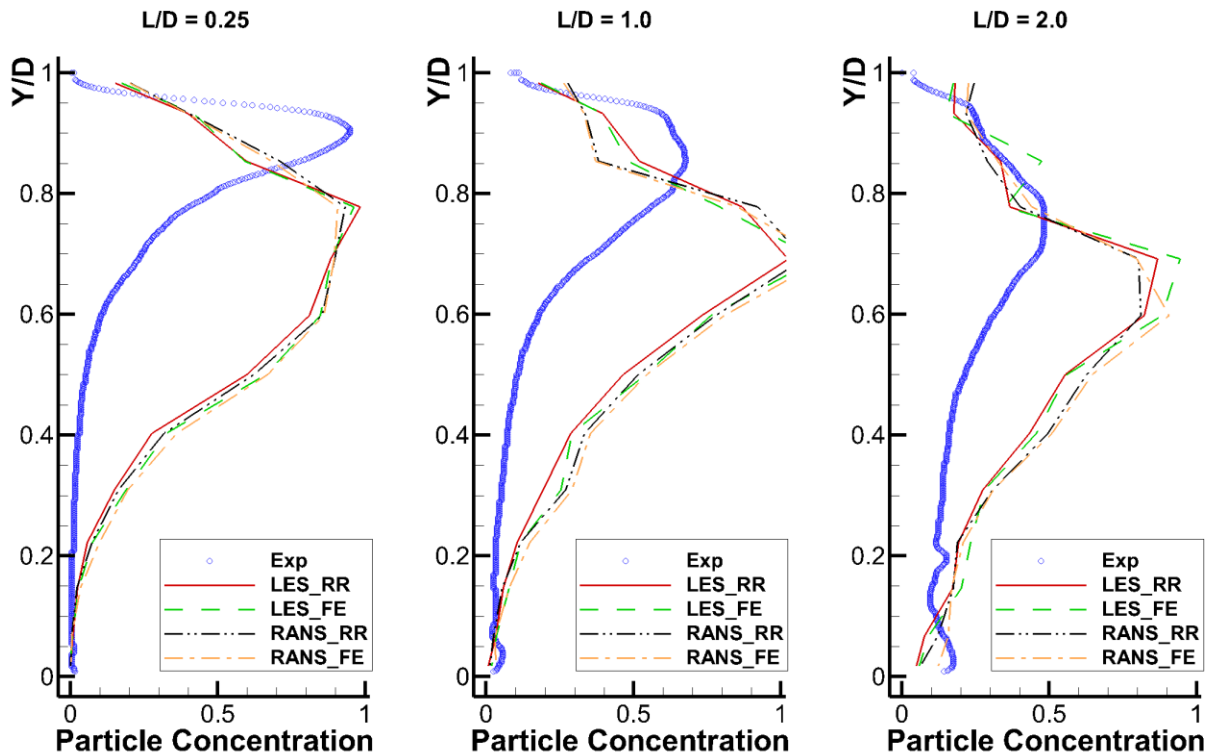 L/D = 0.25
Y/D
1
0.8
0.6
0.4
0.2
0
0
0.5
1
Particle Concentration
Exp
LES_RR
LES_FE
RANS_RR
RANS_FE
L/D = 1.0
Y/D
1
0.8
0.6
0.4
0.2
0
0
0.5
1
Particle Concentration
Exp
LES_RR
LES_FE
RANS_RR
RANS_FE
L/D = 2.0
Y/D
1
0.8
0.6
0.4
0.2
0
0
0.5
1
Particle Concentration
Exp
LES_RR
LES_FE
RANS_RR
RANS_FE